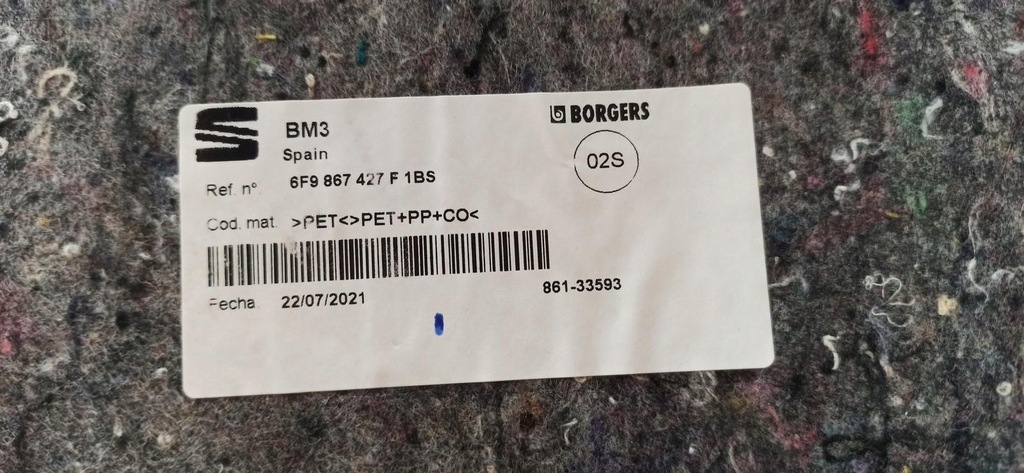 BM3
BORGERS
Spain
02S
Ref. nº 6F9 867 427 F 1BS
Cod. mat. >PET<>PET+PP+CO<
Fecha 22/07/2021
861-33593